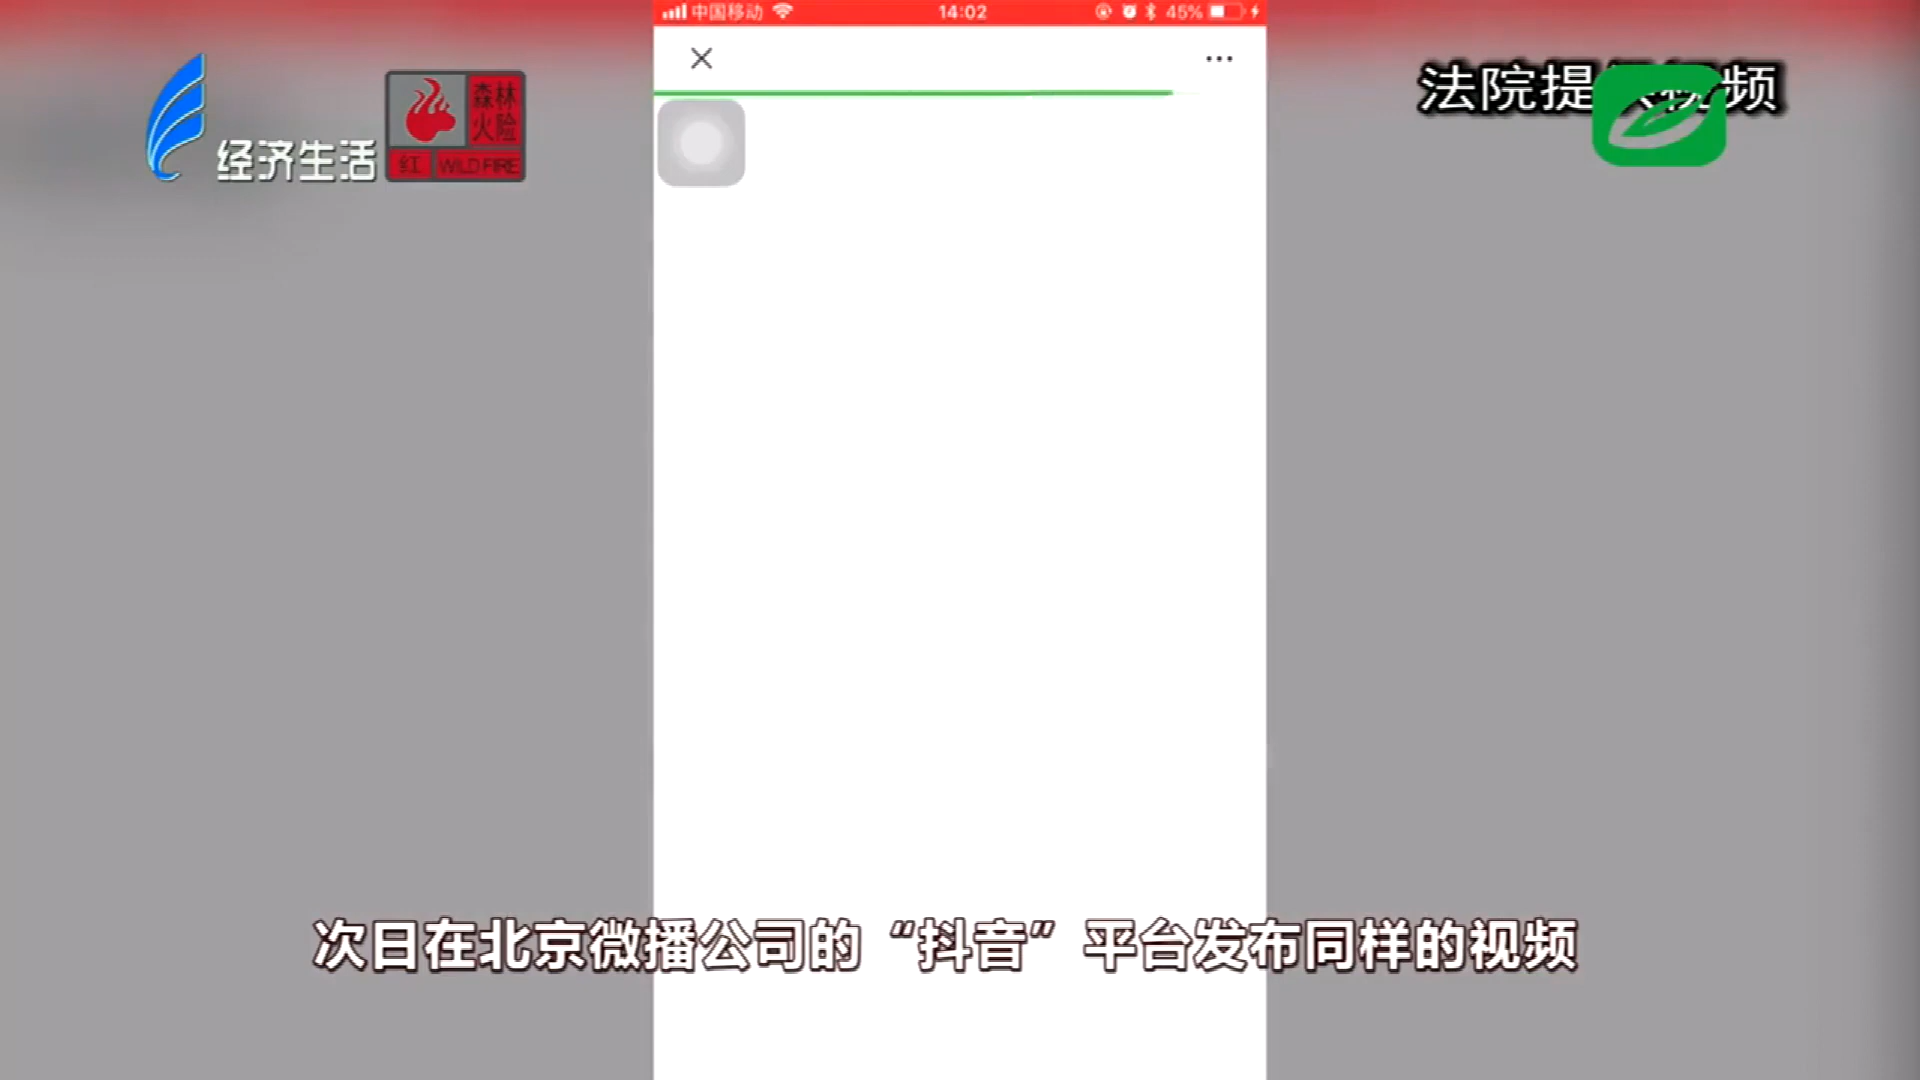 中国移动
14:02
45%
法院提供视频
经济生活
森林
火险
红
WILD FIRE
次日在北京微播公司的“抖音”平台发布同样的视频